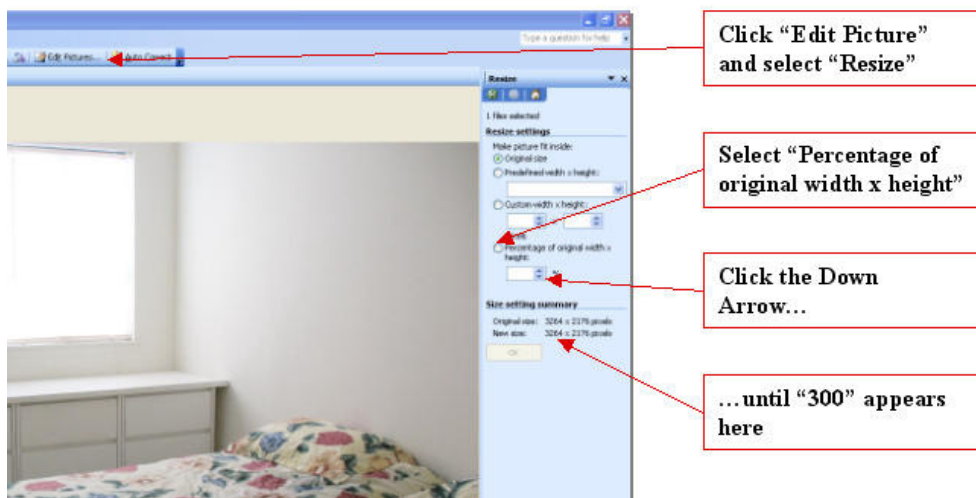 Type a question for help
Edit Pictures...
Auto Correct
Click “Edit Picture”
and select “Resize”
Resize
1 files selected
Resize settings
Make picture fit inside:
Original size
Predefined width x height:
Custom width x height:
Percentage of original width x
height:
%
Select “Percentage of
original width x height”
Click the Down
Arrow…
Size setting summary
Original size: 3264 x 2176 pixels
New size: 3264 x 2176 pixels
OK
…until “300” appears
here